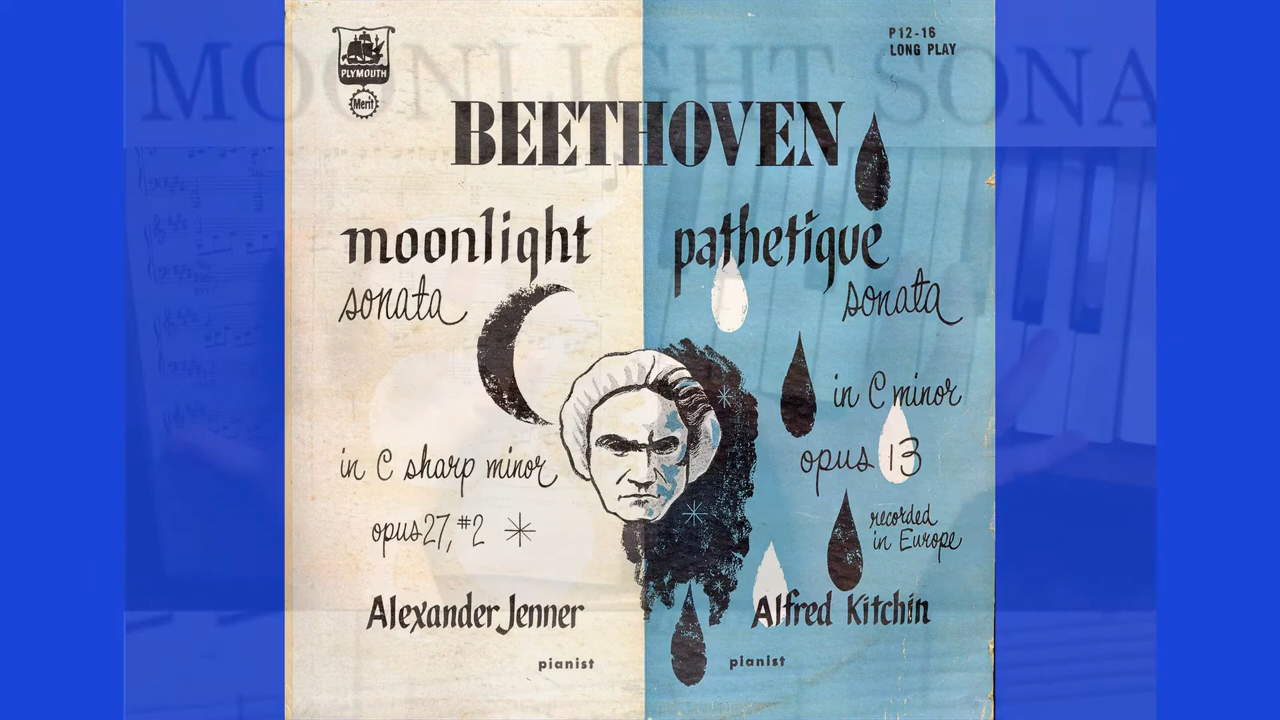 MOONLIGHT SONA
PLYMOUTH
Merit
P12-16
LONG PLAY
BEETHOVEN
moonlight
sonata
in C sharp minor
opus 27, #2
Alexander Jenner
pianist
pathetique
sonata
in C minor
opus 13
recorded
in Europe
Alfred Kitchin
pianist